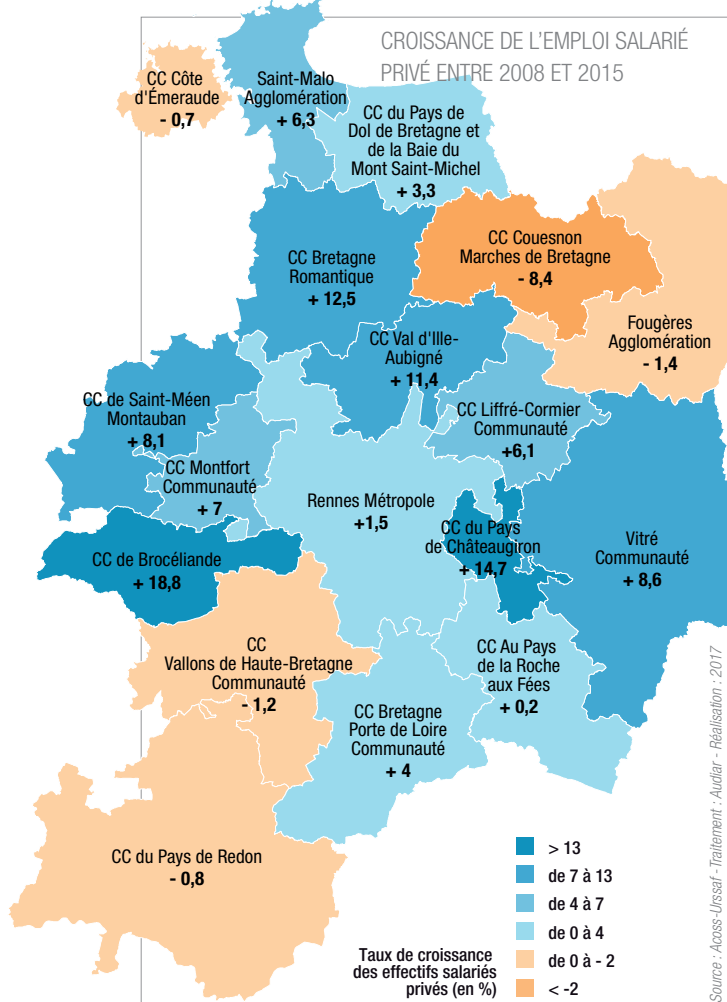 CROISSANCE DE L'EMPLOI SALARIÉ
PRIVÉ ENTRE 2008 ET 2015
CC Côte
d'Émeraude
- 0,7
Saint-Malo
Agglomération
+ 6,3
CC du Pays de
Dol de Bretagne et
de la Baie du
Mont Saint-Michel
+ 3,3
CC Bretagne
Romantique
+ 12,5
CC Couesnon
Marches de Bretagne
- 8,4
Fougères
Agglomération
- 1,4
CC Val d'Ille-
Aubigné
+ 11,4
CC de Saint-Méen
Montauban
+ 8,1
CC Liffré-Cormier
Communauté
+6,1
CC Montfort
Communauté
+ 7
Rennes Métropole
+1,5
CC du Pays
de Châteaugiron
+ 14,7
Vitré
Communauté
+ 8,6
CC de Brocéliande
+ 18,8
CC
Vallons de Haute-Bretagne
Communauté
- 1,2
CC Au Pays
de la Roche
aux Fées
+ 0,2
CC Bretagne
Porte de Loire
Communauté
+ 4
CC du Pays de Redon
- 0,8
Taux de croissance
des effectifs salariés
privés (en %)
> 13
de 7 à 13
de 4 à 7
de 0 à 4
de 0 à - 2
< -2
Source : Acoss-Urssaf - Traitement : Audiar - Réalisation : 2017